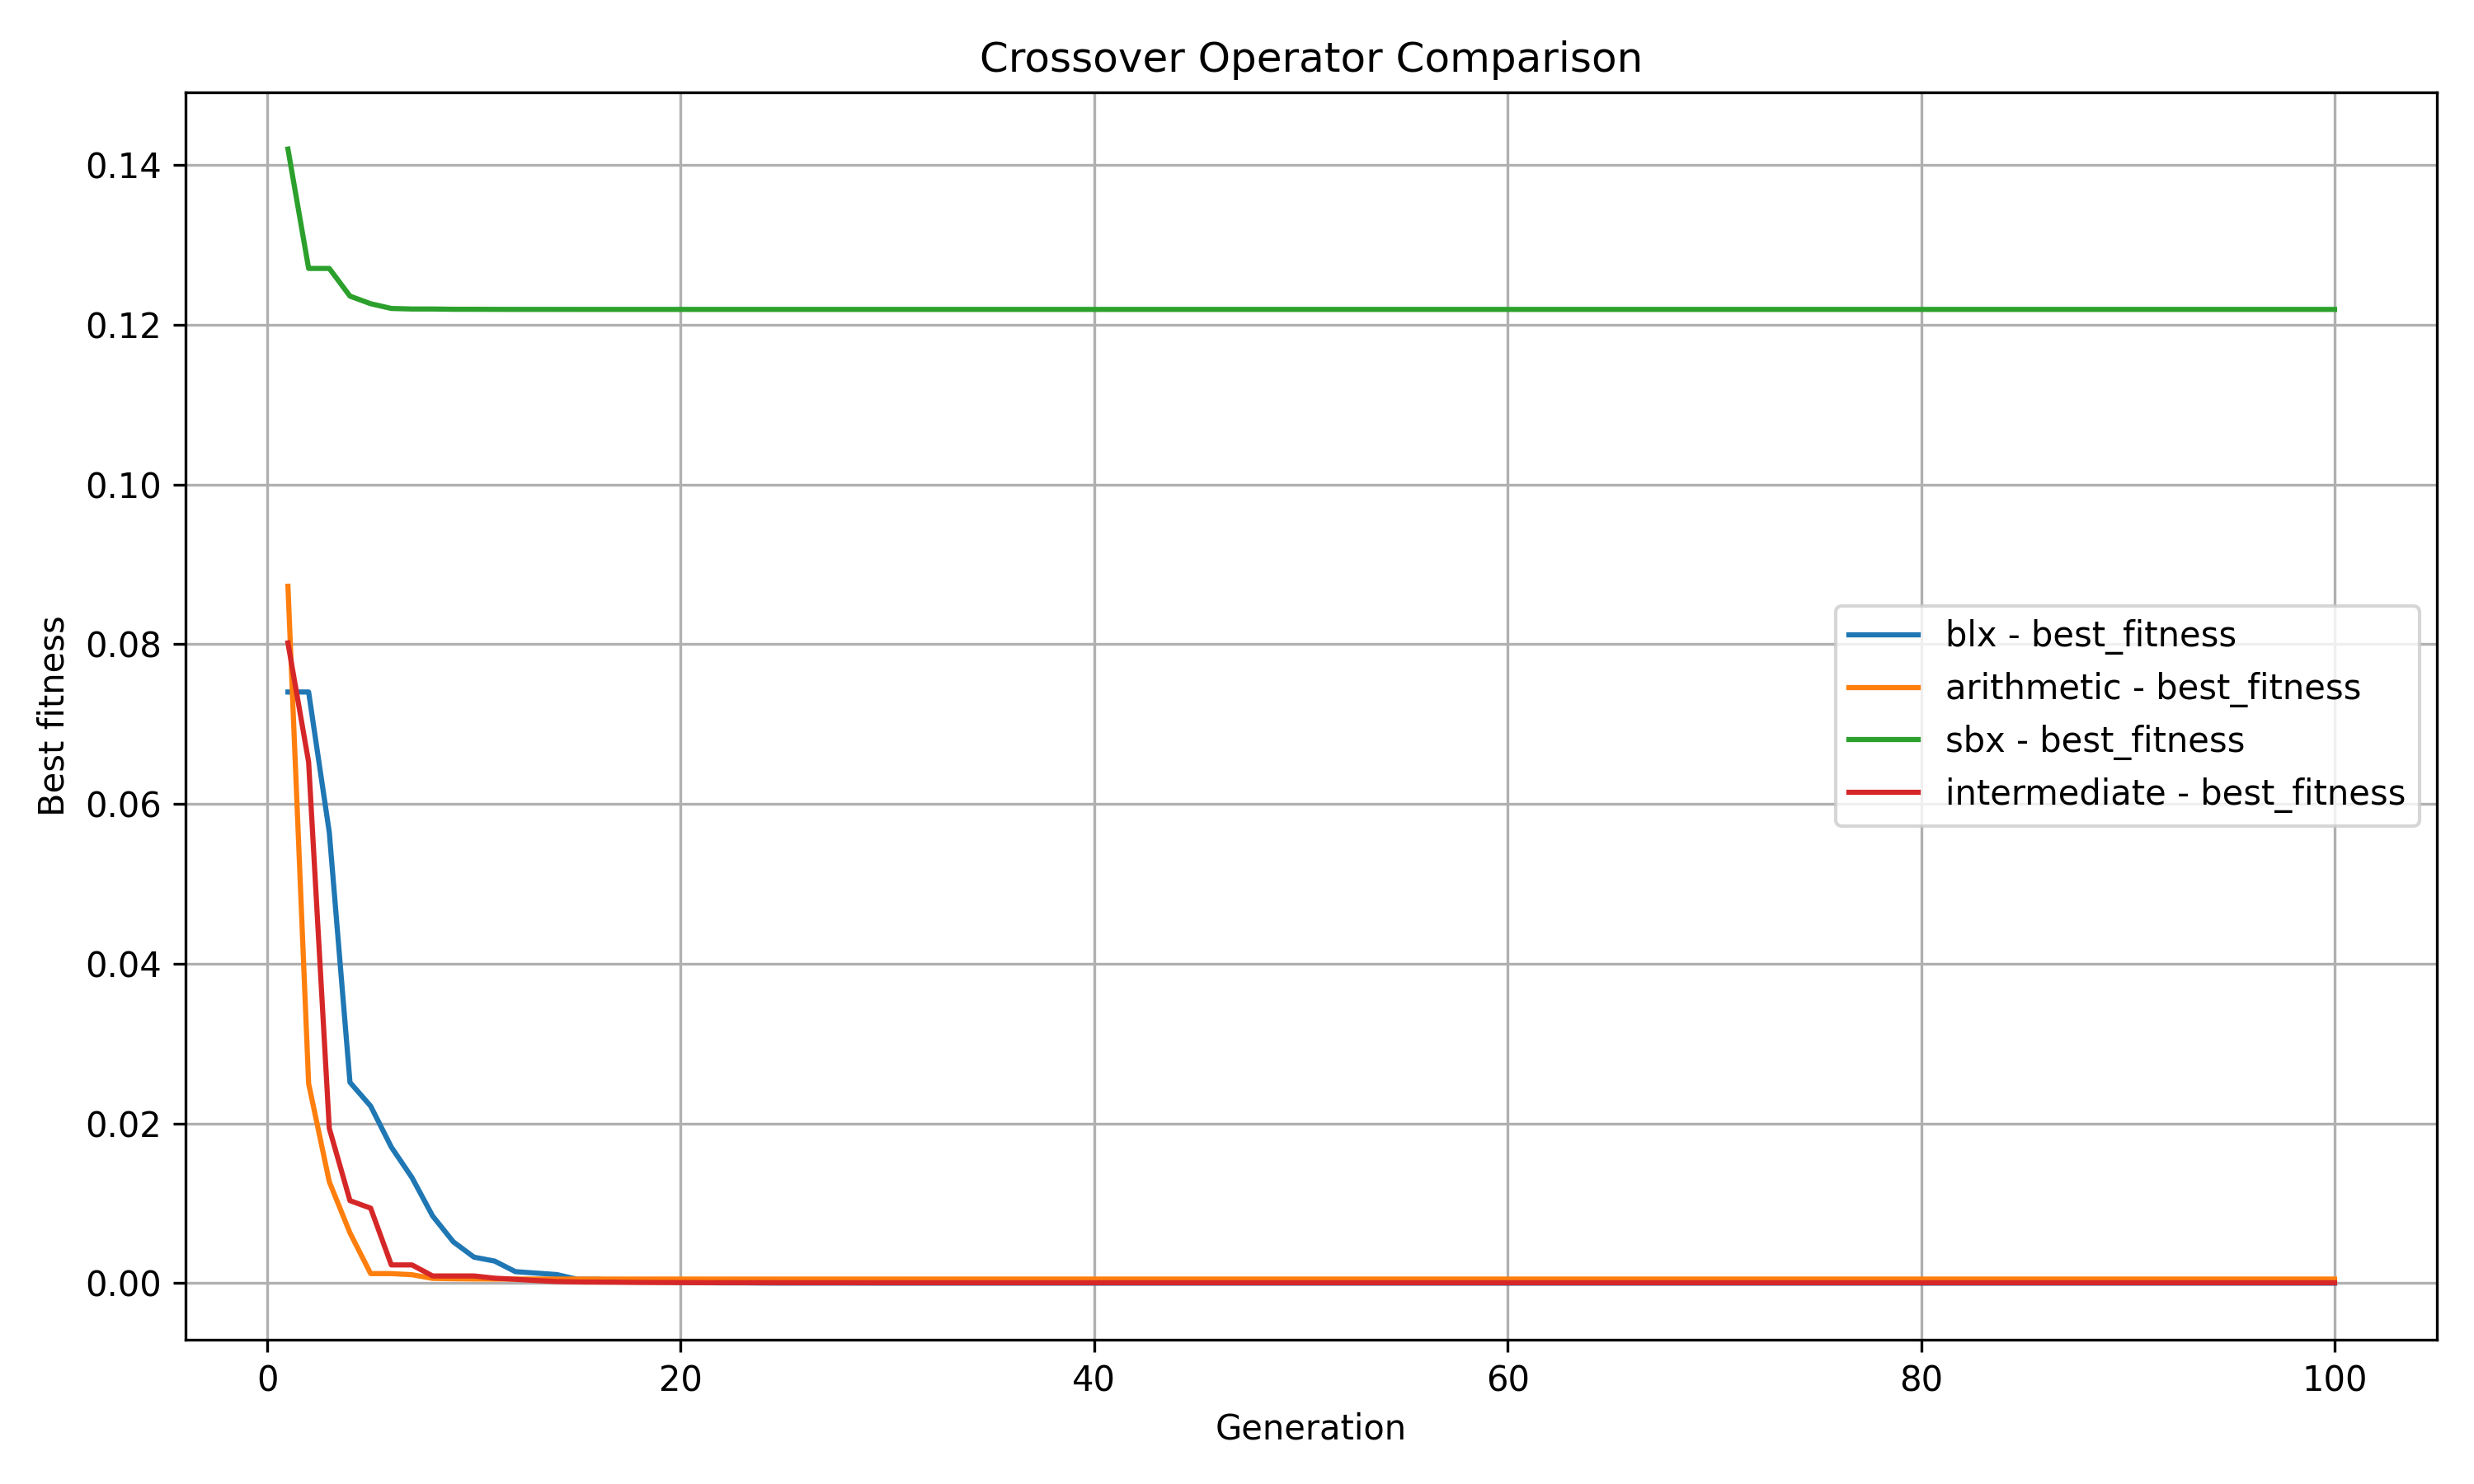 Crossover Operator Comparison
Best fitness
0.14
0.12
0.10
0.08
0.06
0.04
0.02
0.00
blx - best_fitness
arithmetic - best_fitness
sbx - best_fitness
intermediate - best_fitness
0 20 40 60 80 100
Generation